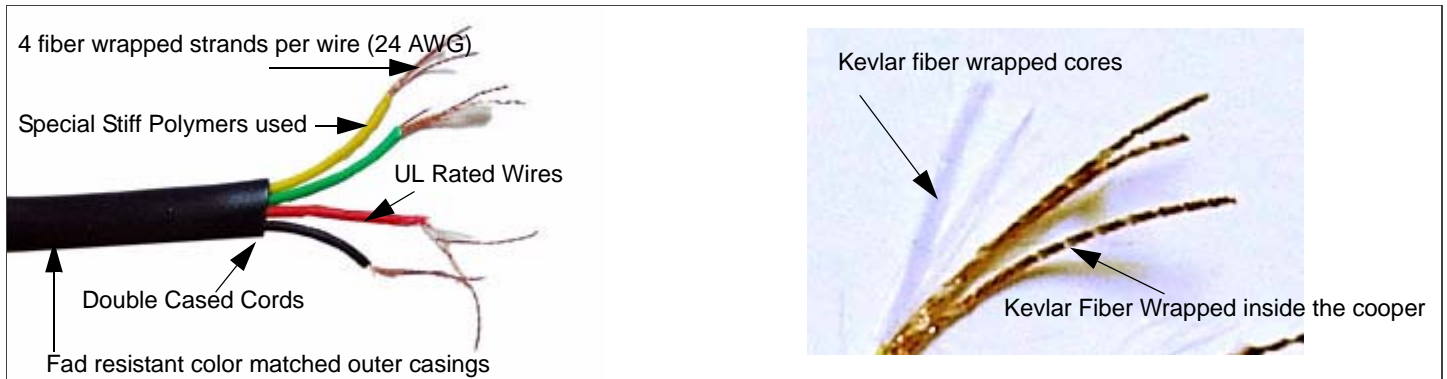 4 fiber wrapped strands per wire (24 AWG)
Special Stiff Polymers used
UL Rated Wires
Double Cased Cords
Fad resistant color matched outer casings
Kevlar fiber wrapped cores
Kevlar Fiber Wrapped inside the cooper